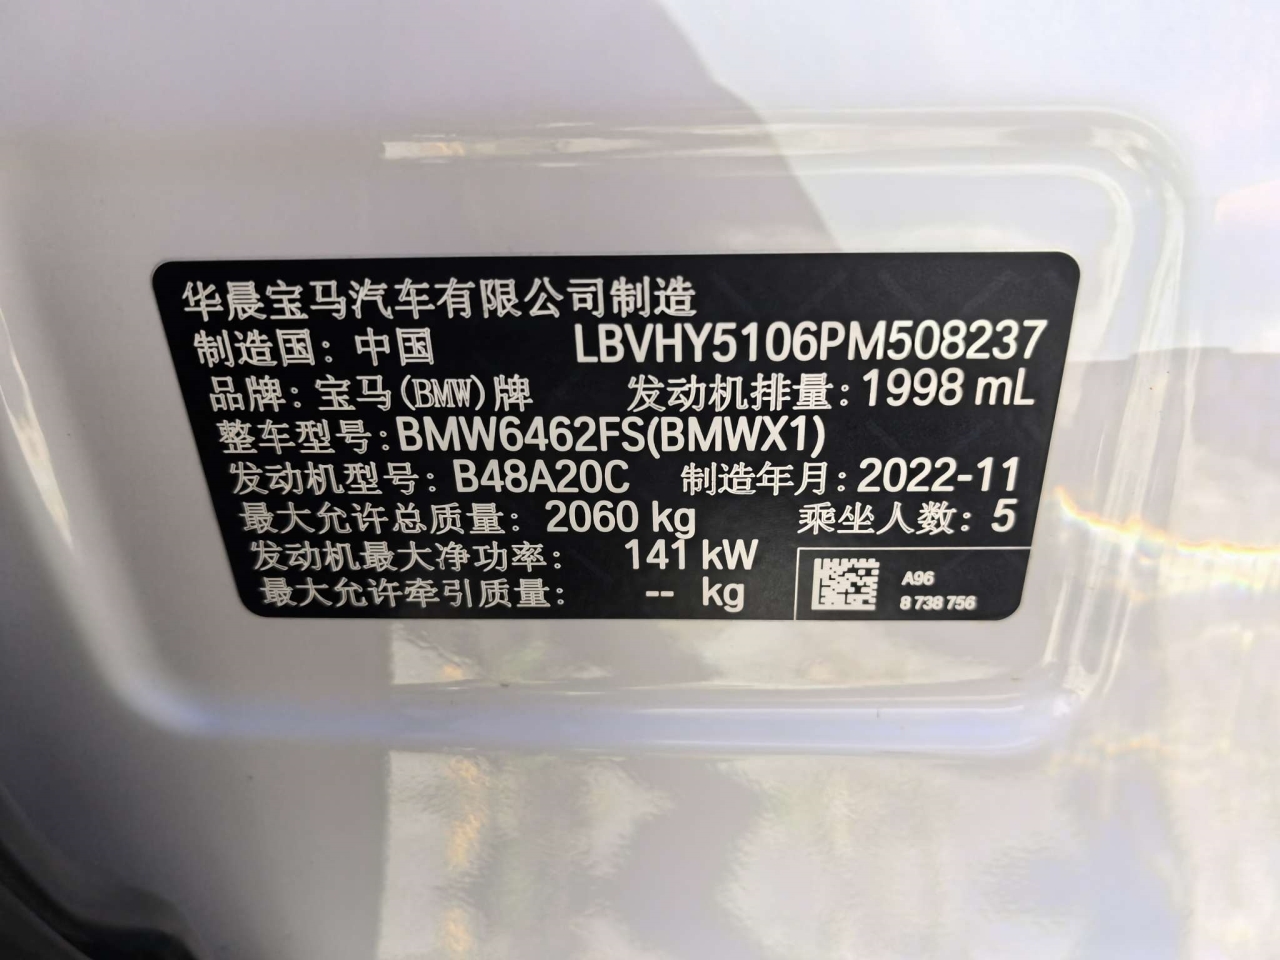 华晨宝马汽车有限公司制造
制造国：中国 LBVHY5106PM508237
品牌：宝马(BMW)牌 发动机排量：1998 mL
整车型号：BMW6462FS(BMWX1)
发动机型号：B48A20C 制造年月：2022-11
最大允许总质量：2060 kg 乘坐人数：5
发动机最大净功率：141 kW
最大允许牵引质量：-- kg
A96
8 738 756